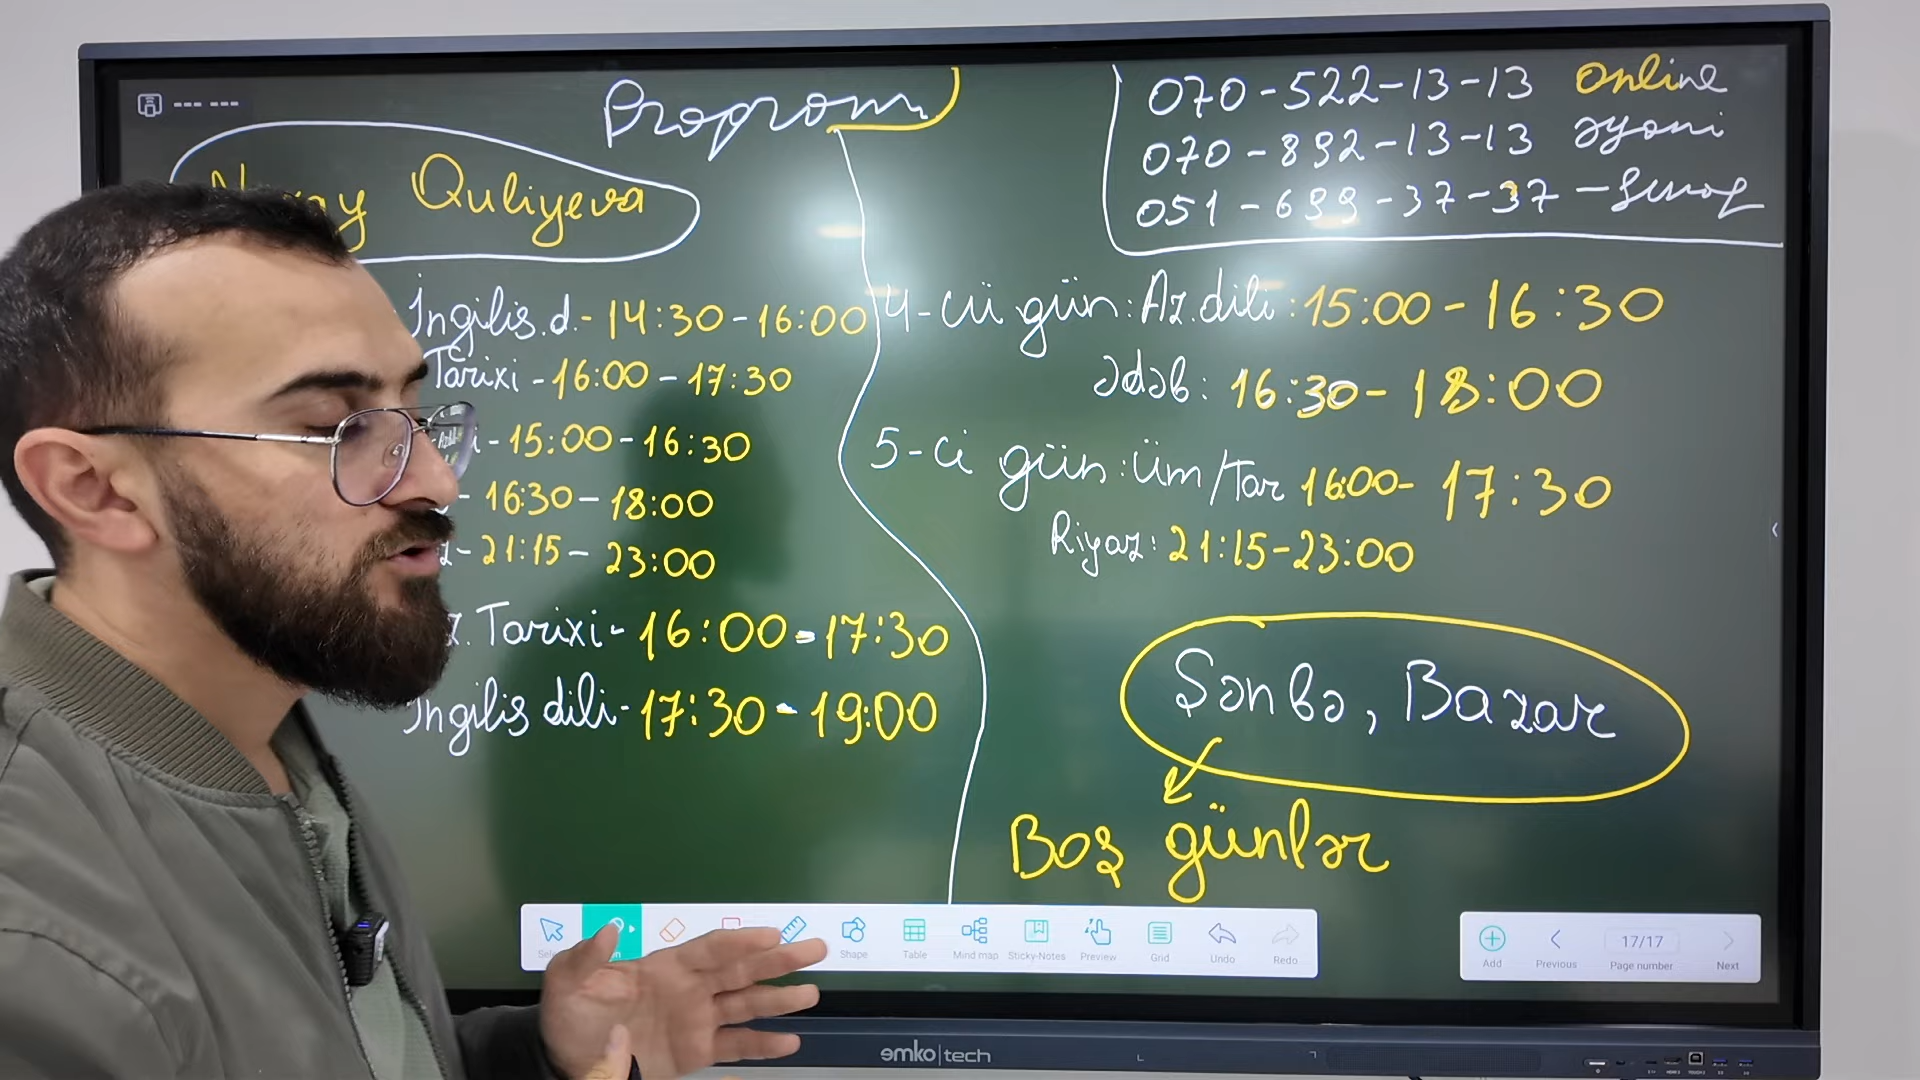 Proqram
Quliyeva
İngilis.d.- 14:30-16:00
Tarixi -16:00-17:30
-15:00-16:30
- 16:30-18:00
-21:15- 23:00
z. Tarixi- 16:00-17:30
İngilis dili- 17:30-19:00
070-522-13-13 Online
070-892-13-13 əyani
051-699-37-37
4-cü gün: Az.dili: 15:00-16:30
Ədəb: 16:30-18:00
5-ci gün: üm/Tar 16:00-17:30
Riyaz: 21:15-23:00
Şənbə, Bazar
Boş günlər
Shape Table Mind map Sticky-Notes Preview Grid Undo Redo
Add Previous 17/17 Page number Next
emko|tech